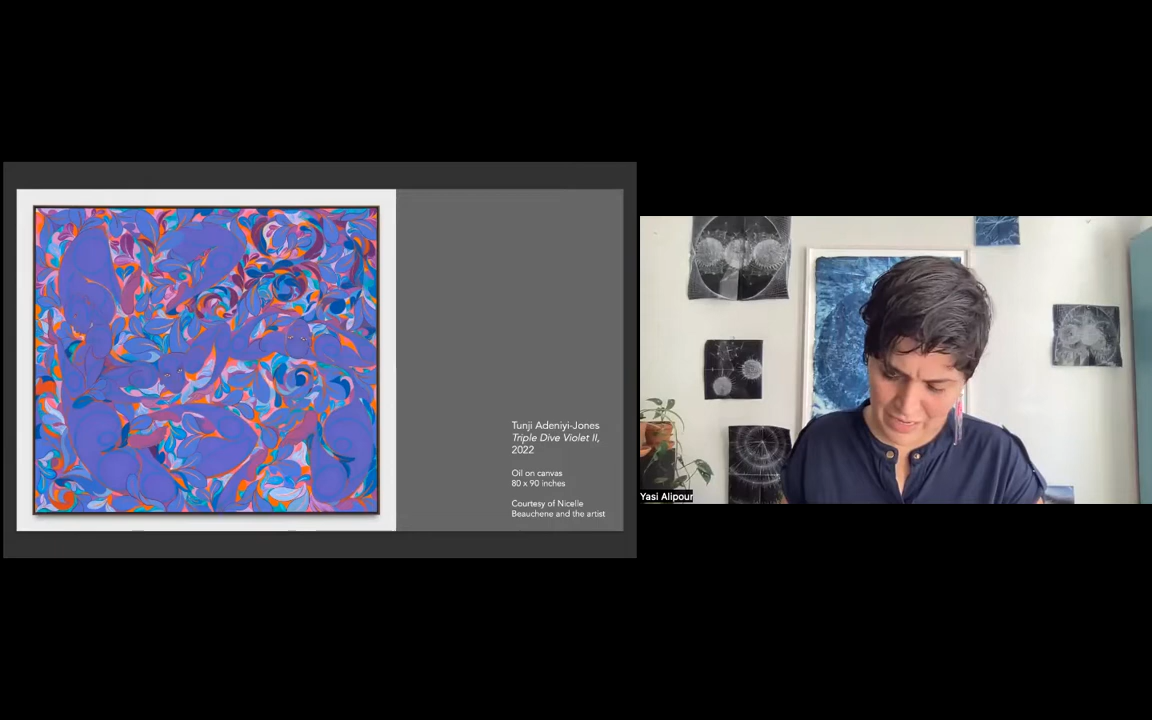 Tunji Adeniyi-Jones
Triple Dive Violet II,
2022
Oil on canvas
80 x 90 inches
Courtesy of Nicelle
Beauchene and the artist
Yasi Alipour